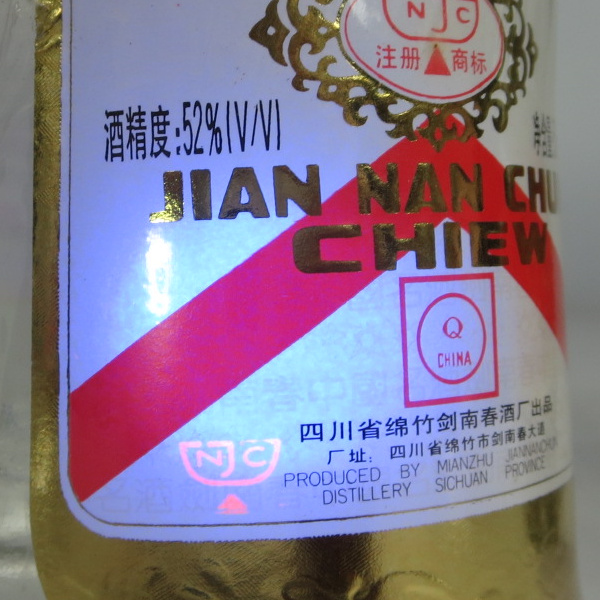 NJC
注册 商标
酒精度:52%(V/V)
JIAN NAN CHU
CHIEW
Q
CHINA
四川省绵竹剑南春酒厂出品
厂址: 四川省绵竹市剑南春大道
NJC
PRODUCED BY MIANZHU JIANNANCHUN
DISTILLERY SICHUAN PROVINCE